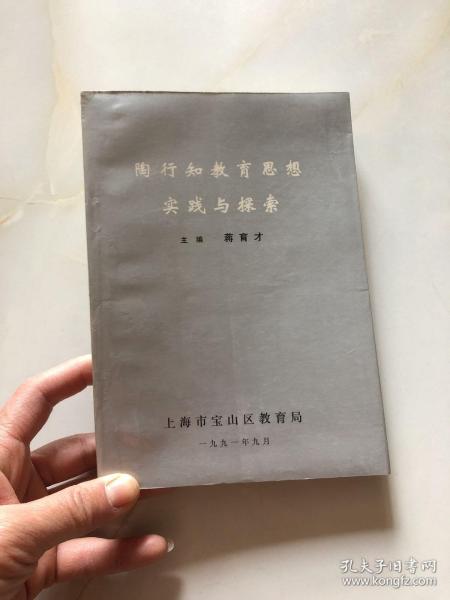 陶行知教育思想
实践与探索
主编 蒋育才
上海市宝山区教育局
一九九一年九月
孔夫子旧书网
www.kongfz.com